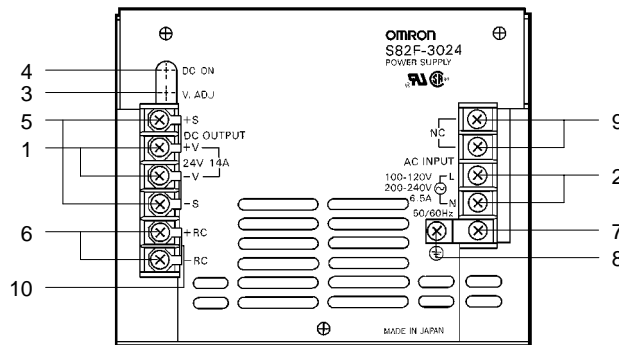 OMRON
S82F-3024
POWER SUPPLY
4
DC ON
3
V. ADJ
5
+S
DC OUTPUT
1
+V
24V 14A
-V
-S
6
+RC
-RC
10
NC
9
AC INPUT
100-120V
L
200-240V
2
6.5A
N
50/60Hz
7
8
MADE IN JAPAN